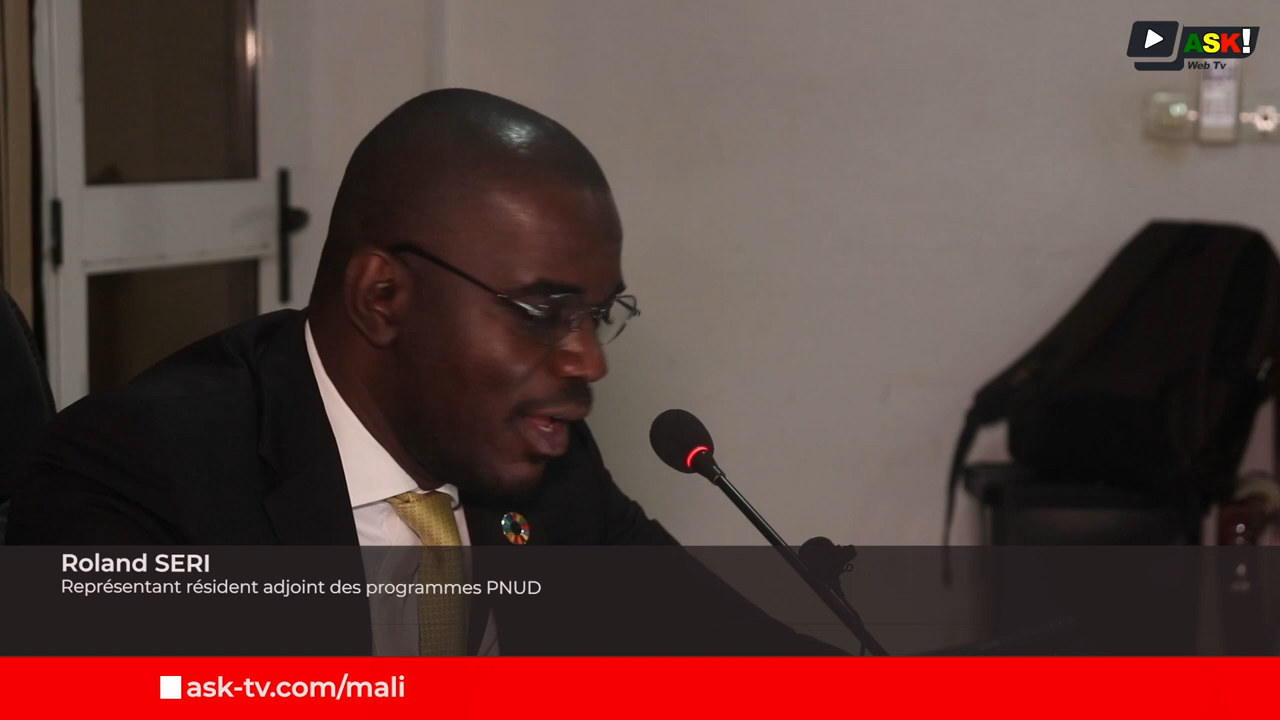 ASK!
Web Tv
Roland SERI
Représentant résident adjoint des programmes PNUD
ask-tv.com/mali